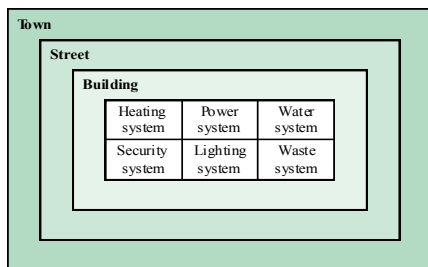 Town
Street
Building
Heating system
Power system
Water system
Security system
Lighting system
Waste system